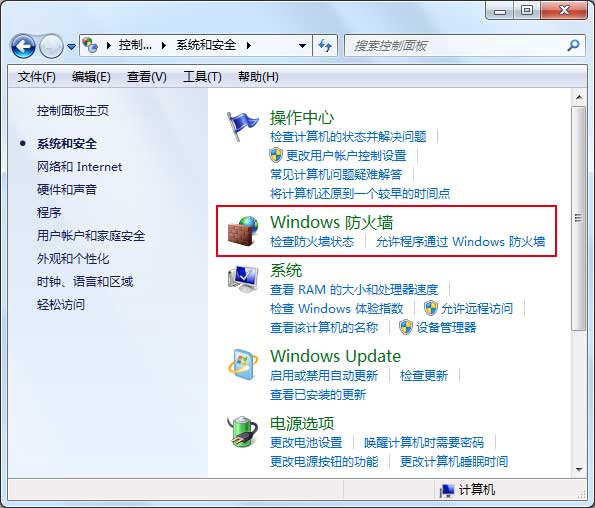 控制... 系统和安全 搜索控制面板
文件(F) 编辑(E) 查看(V) 工具(T) 帮助(H)
控制面板主页
系统和安全
网络和 Internet
硬件和声音
程序
用户帐户和家庭安全
外观和个性化
时钟、语言和区域
轻松访问
操作中心
检查计算机的状态并解决问题
更改用户帐户控制设置
常见计算机问题疑难解答
将计算机还原到一个较早的时间点
Windows 防火墙
检查防火墙状态 允许程序通过 Windows 防火墙
系统
查看 RAM 的大小和处理器速度
检查 Windows 体验指数 允许远程访问
查看该计算机的名称 设备管理器
Windows Update
启用或禁用自动更新 检查更新
查看已安装的更新
电源选项
更改电池设置 唤醒计算机时需要密码
更改电源按钮的功能 更改计算机睡眠时间
计算机